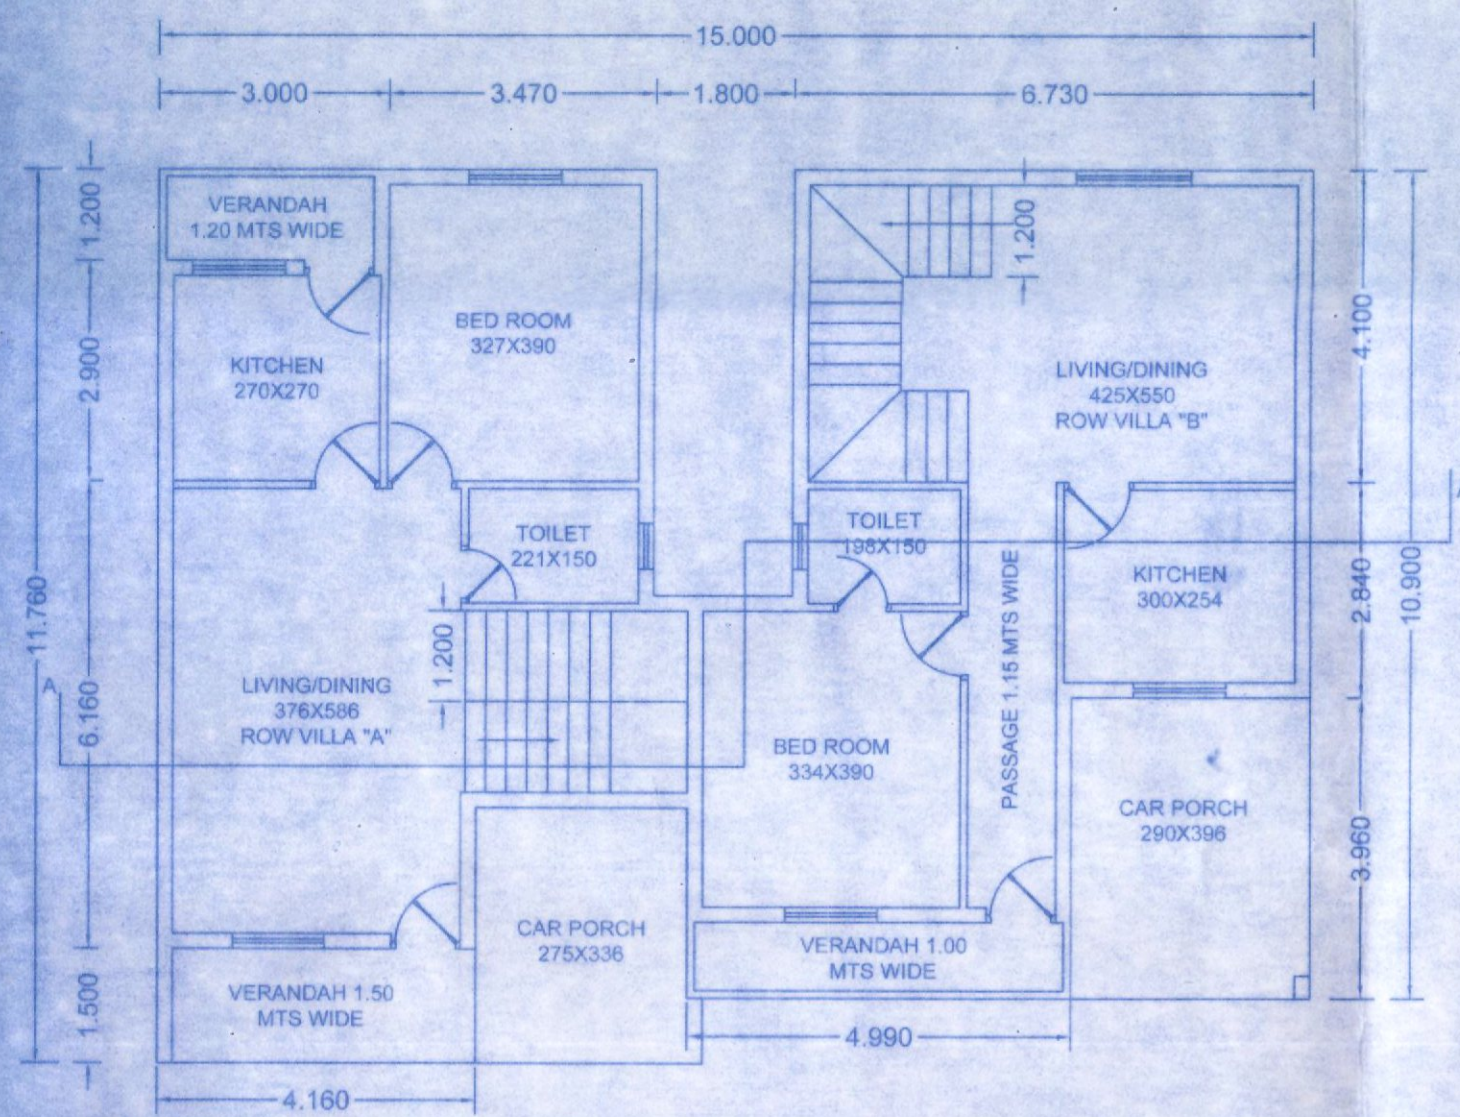 15.000
3.000
3.470
1.800
6.730
1.200
2.900
11.760
6.160
1.500
VERANDAH
1.20 MTS WIDE
BED ROOM
327X390
KITCHEN
270X270
TOILET
221X150
1.200
A
LIVING/DINING
376X586
ROW VILLA "A"
CAR PORCH
275X336
VERANDAH 1.50
MTS WIDE
4.160
1.200
LIVING/DINING
425X550
ROW VILLA "B"
TOILET
198X150
KITCHEN
300X254
PASSAGE 1.15 MTS WIDE
BED ROOM
334X390
CAR PORCH
290X396
VERANDAH 1.00
MTS WIDE
4.990
4.100
2.840
10.900
3.960